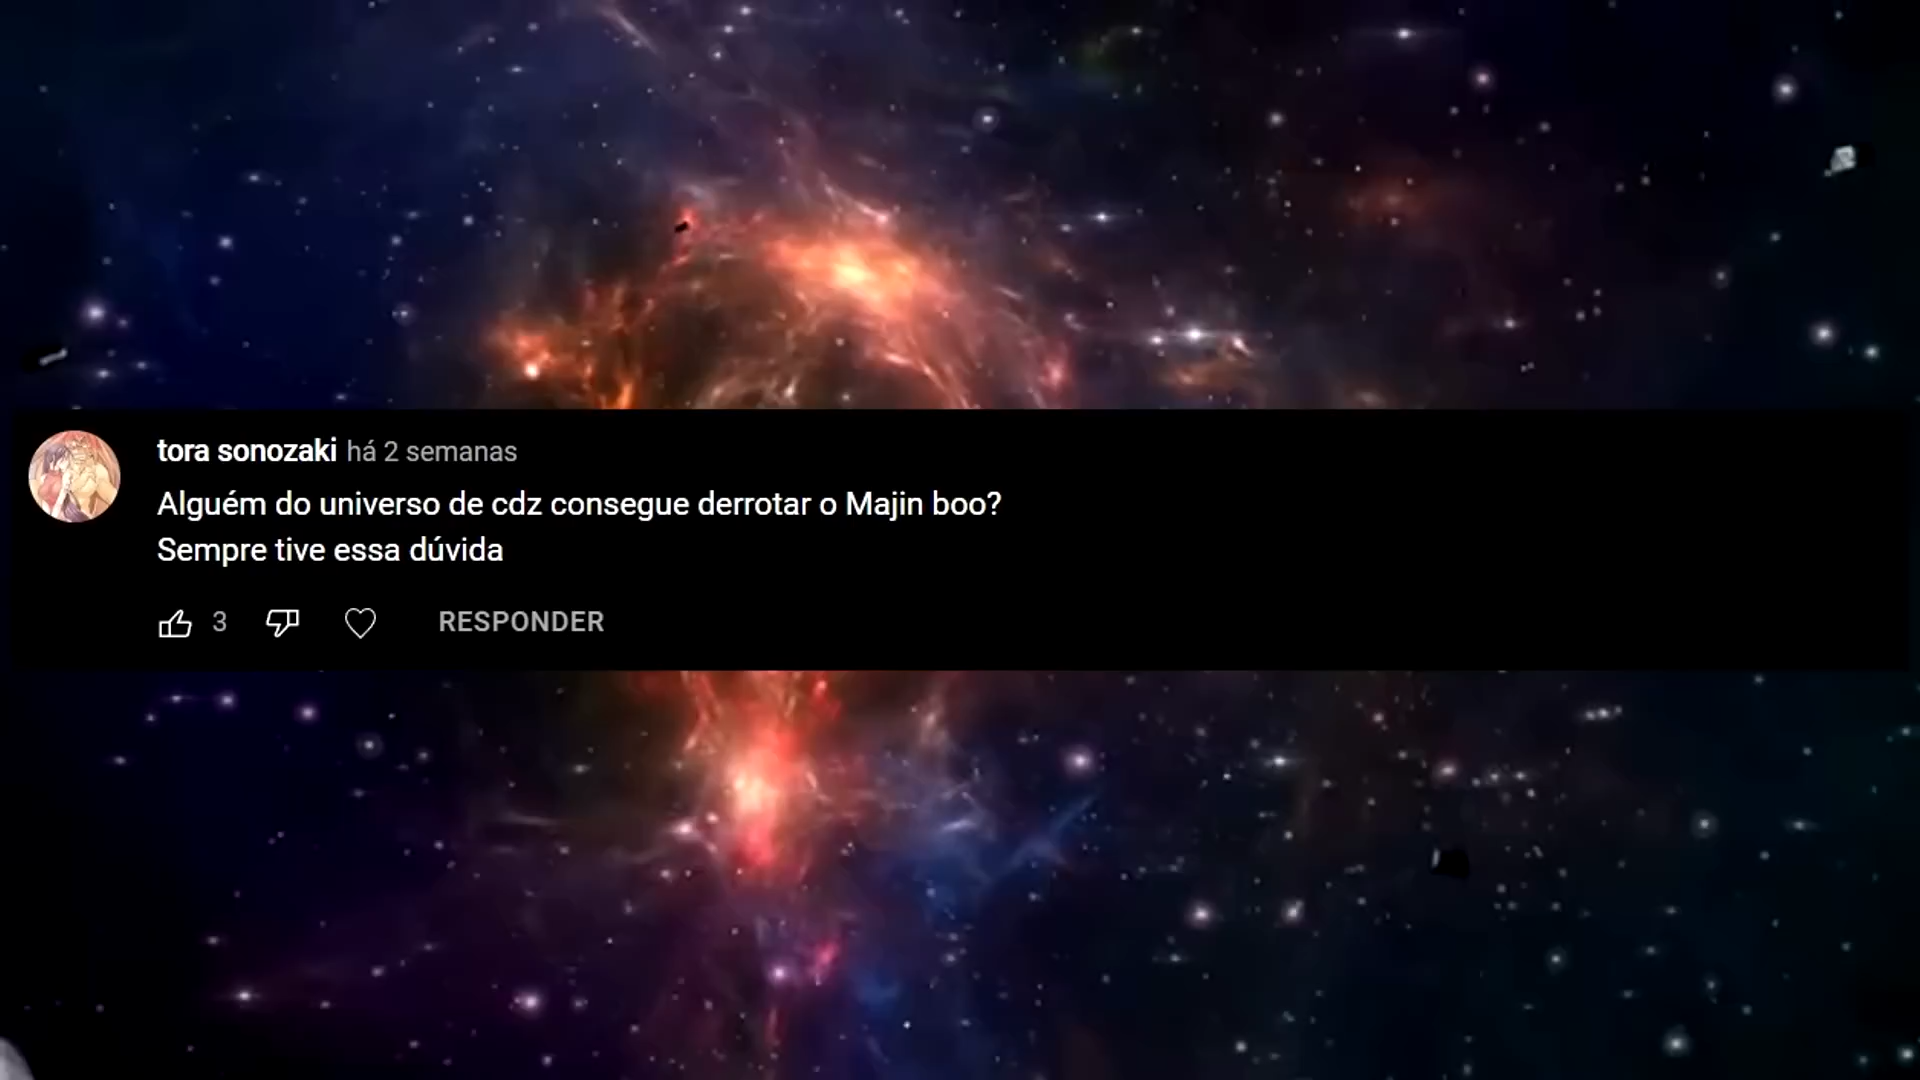 tora sonozaki há 2 semanas
Alguém do universo de cdz consegue derrotar o Majin boo?
Sempre tive essa dúvida
3 RESPONDER